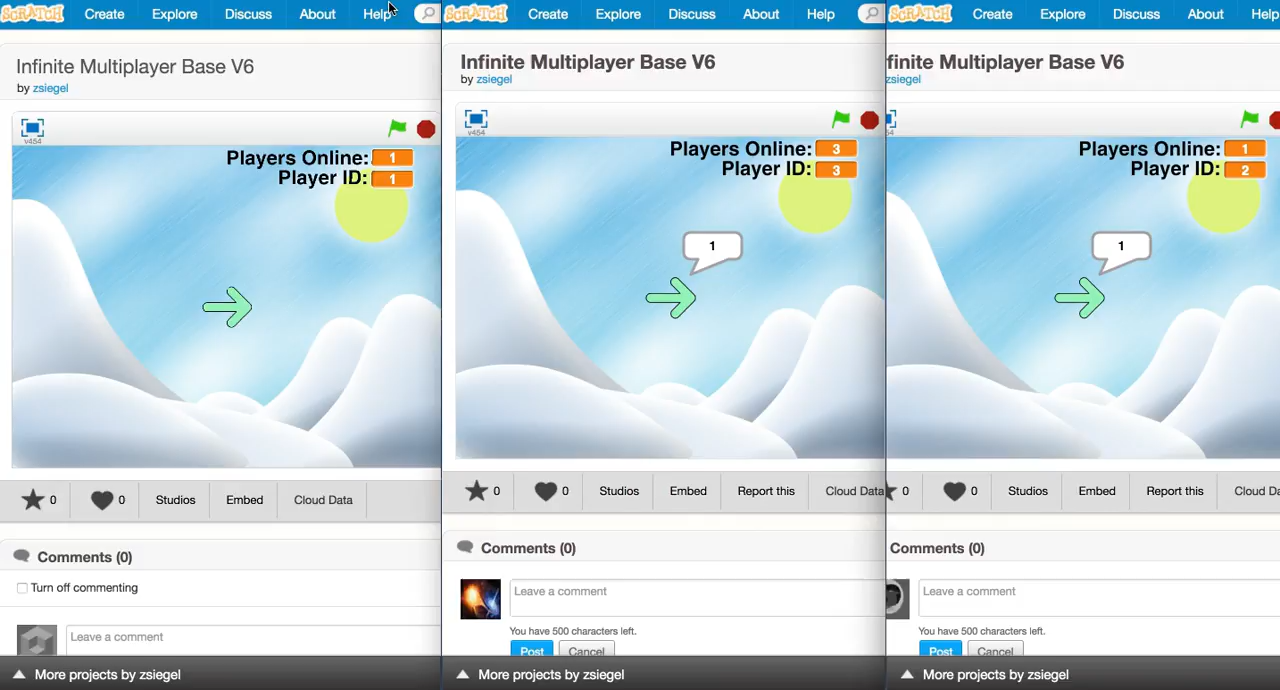 SCRATCH Create Explore Discuss About Help
Infinite Multiplayer Base V6
by zsiegel
v454
Players Online: 1
Player ID: 1
0 0 Studios Embed Cloud Data
Comments (0)
Turn off commenting
Leave a comment
More projects by zsiegel
SCRATCH Create Explore Discuss About Help
Infinite Multiplayer Base V6
by zsiegel
v454
Players Online: 3
Player ID: 3
1
0 0 Studios Embed Report this Cloud Data
Comments (0)
Leave a comment
You have 500 characters left.
Post Cancel
More projects by zsiegel
SCRATCH Create Explore Discuss About Help
finite Multiplayer Base V6
zsiegel
54
Players Online: 1
Player ID: 2
1
0 0 Studios Embed Report this Cloud Da
Comments (0)
Leave a comment
You have 500 characters left.
Post Cancel
More projects by zsiegel